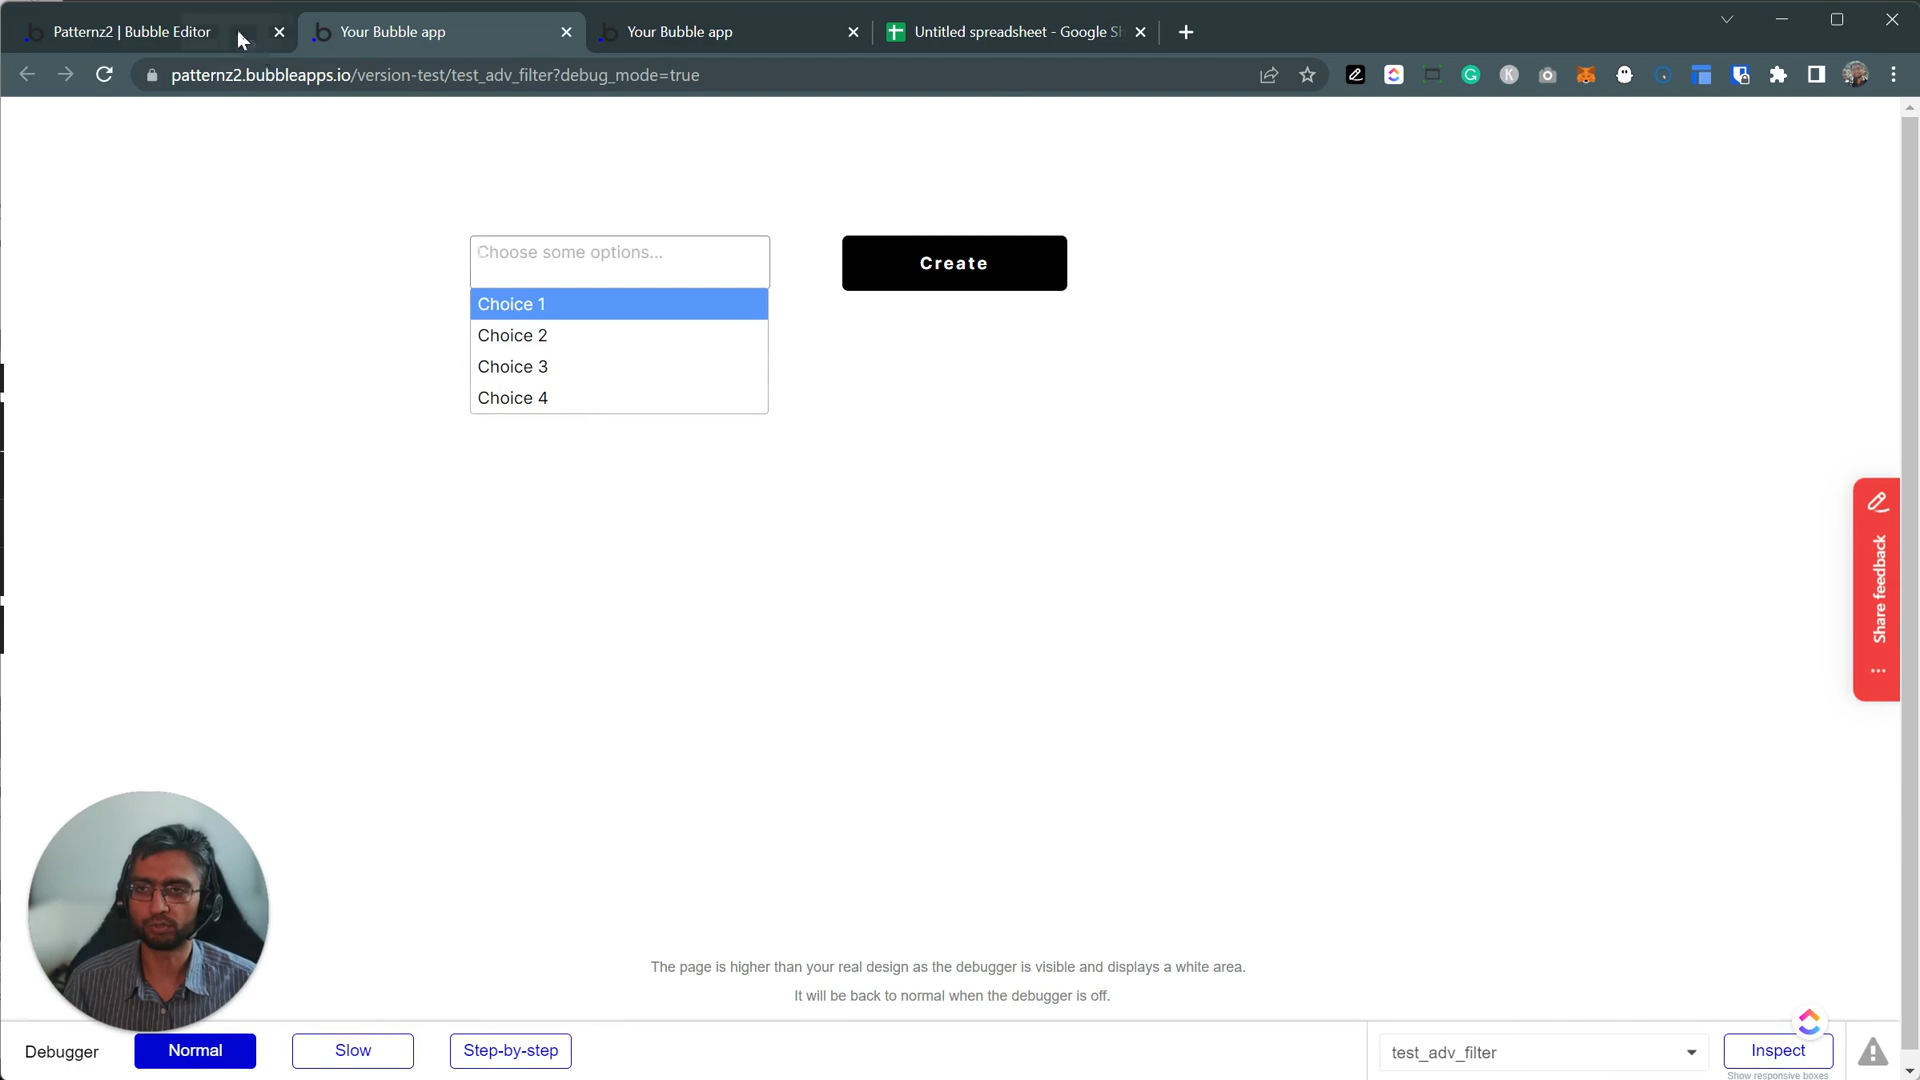 Patternz2 | Bubble Editor
Your Bubble app
Your Bubble app
Untitled spreadsheet - Google Sh
patternz2.bubbleapps.io/version-test/test_adv_filter?debug_mode=true
Choose some options...
Create
Choice 1
Choice 2
Choice 3
Choice 4
Share feedback
The page is higher than your real design as the debugger is visible and displays a white area.
It will be back to normal when the debugger is off.
Debugger
Normal
Slow
Step-by-step
test_adv_filter
Inspect
Show responsive boxes